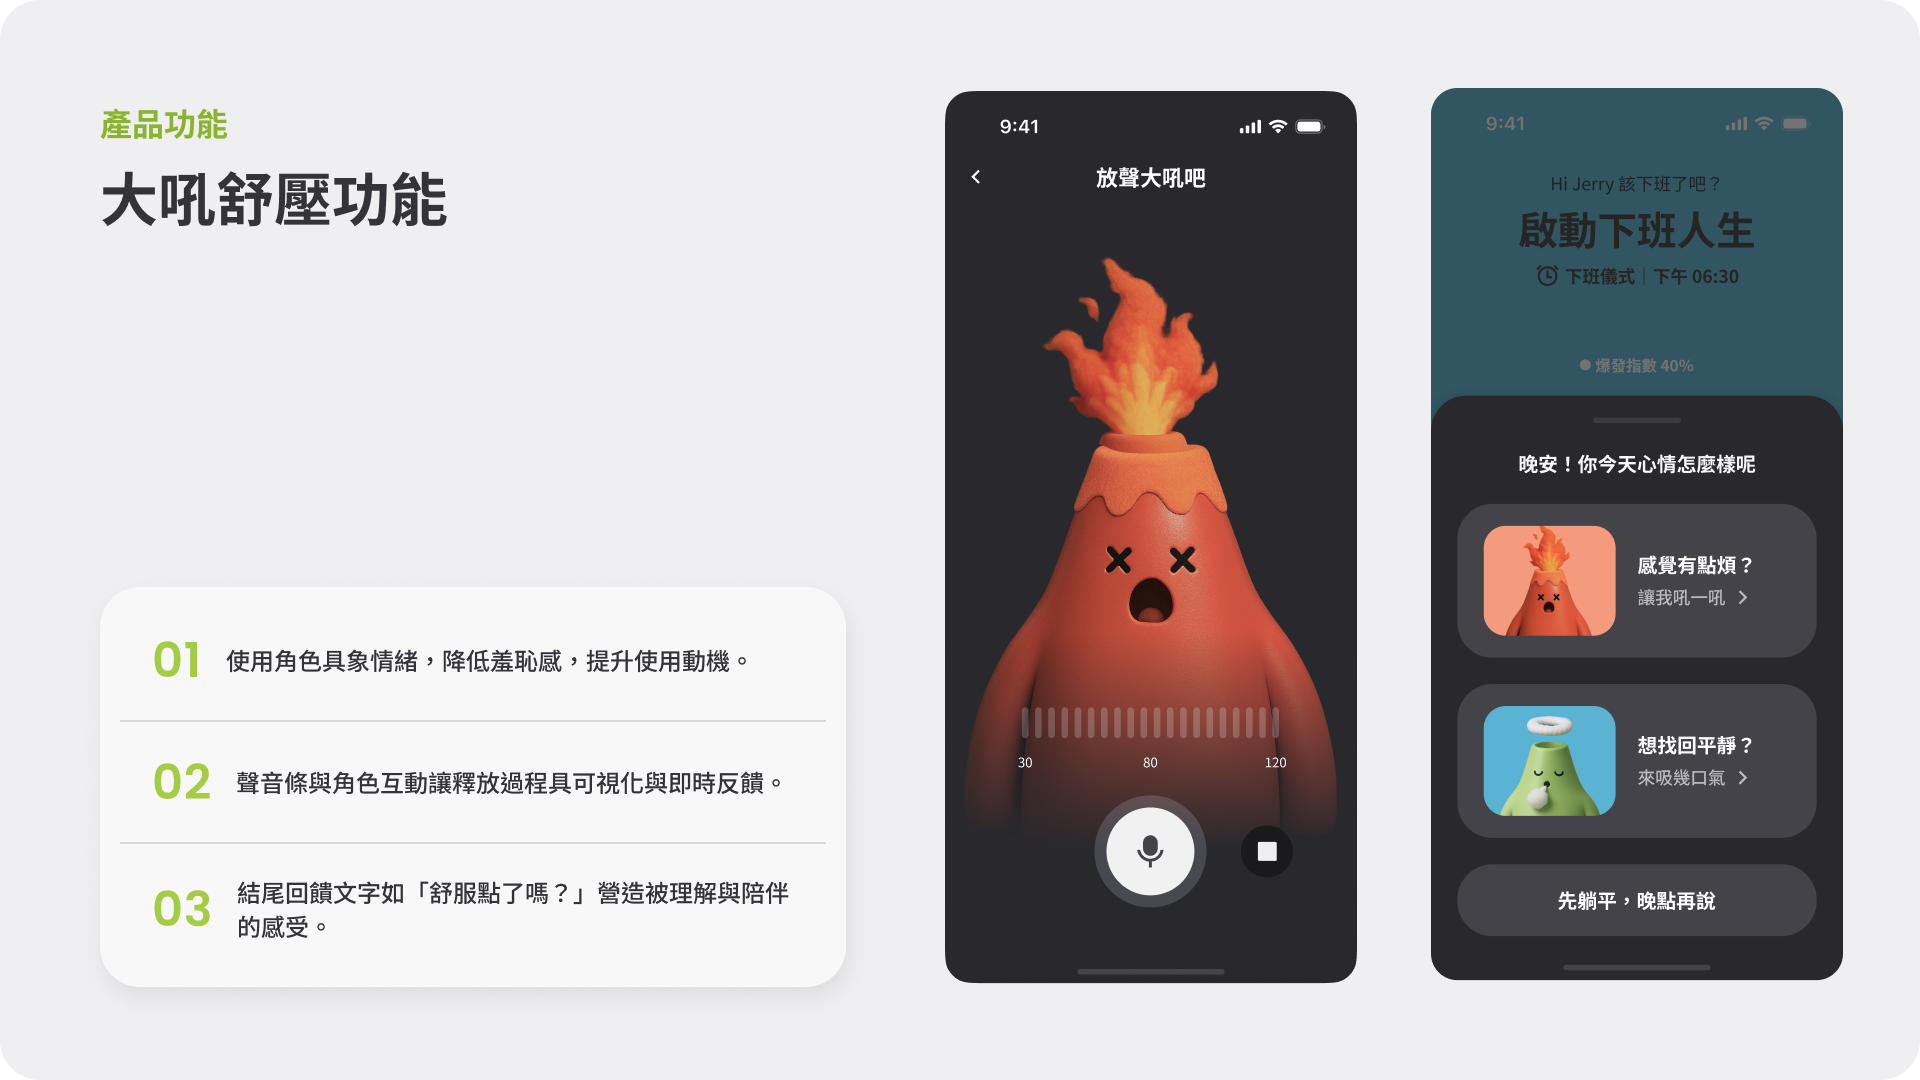 產品功能
大吼舒壓功能
01 使用角色具象情緒，降低羞恥感，提升使用動機。
02 聲音條與角色互動讓釋放過程具可視化與即時反饋。
03 結尾回饋文字如「舒服點了嗎？」營造被理解與陪伴
的感受。
9:41
放聲大吼吧
30 80 120
9:41
Hi Jerry 該下班了吧？
啟動下班人生
下班儀式｜下午 06:30
爆發指數 40%
晚安！你今天心情怎麼樣呢
感覺有點煩？
讓我吼一吼
想找回平靜？
來吸幾口氣
先躺平，晚點再說